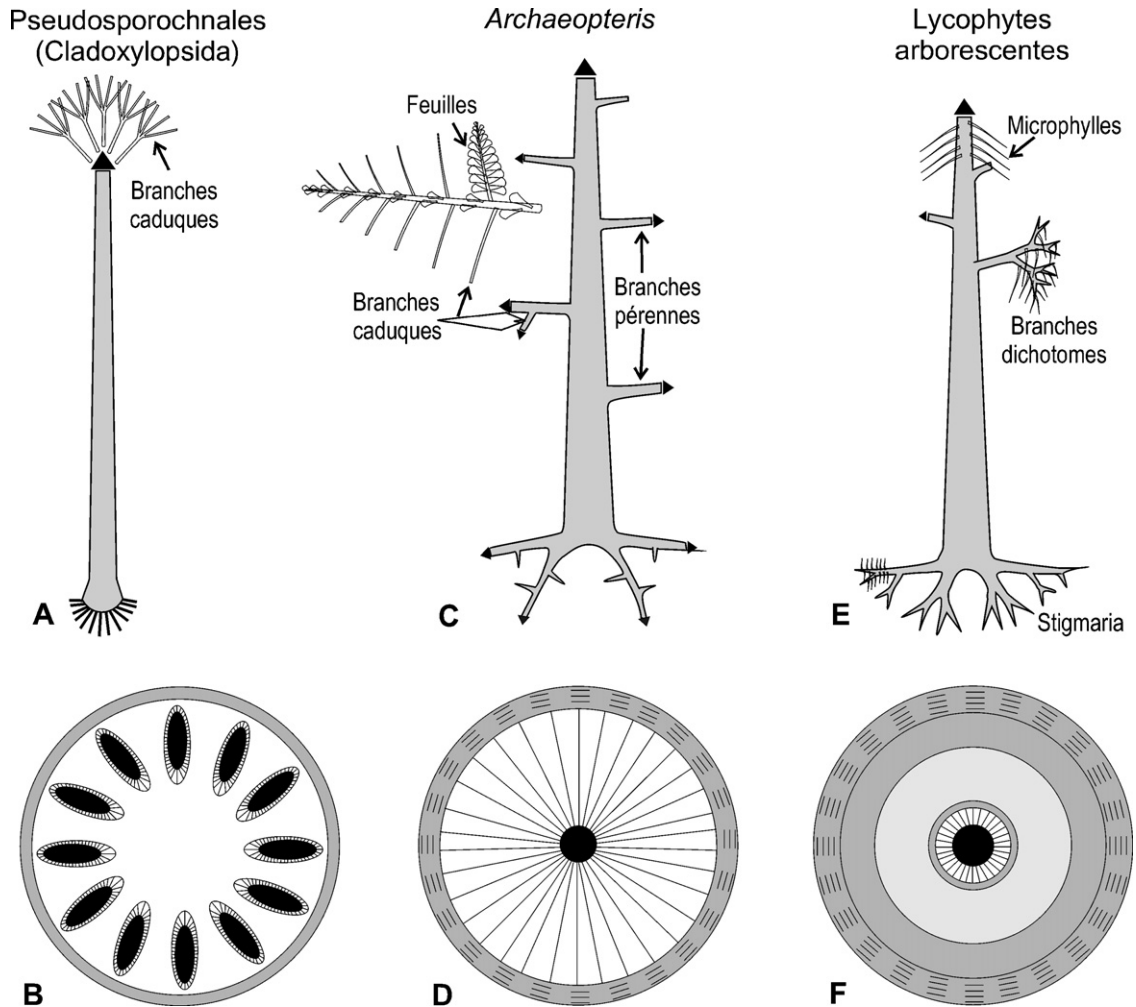 Pseudosporochnales
(Cladoxylopsida)
Archaeopteris
Lycophytes
arborescentes
Branches
caduques
Feuilles
Branches
caduques
Branches
pérennes
Microphylles
Branches
dichotomes
Stigmaria
A
C
E
B
D
F